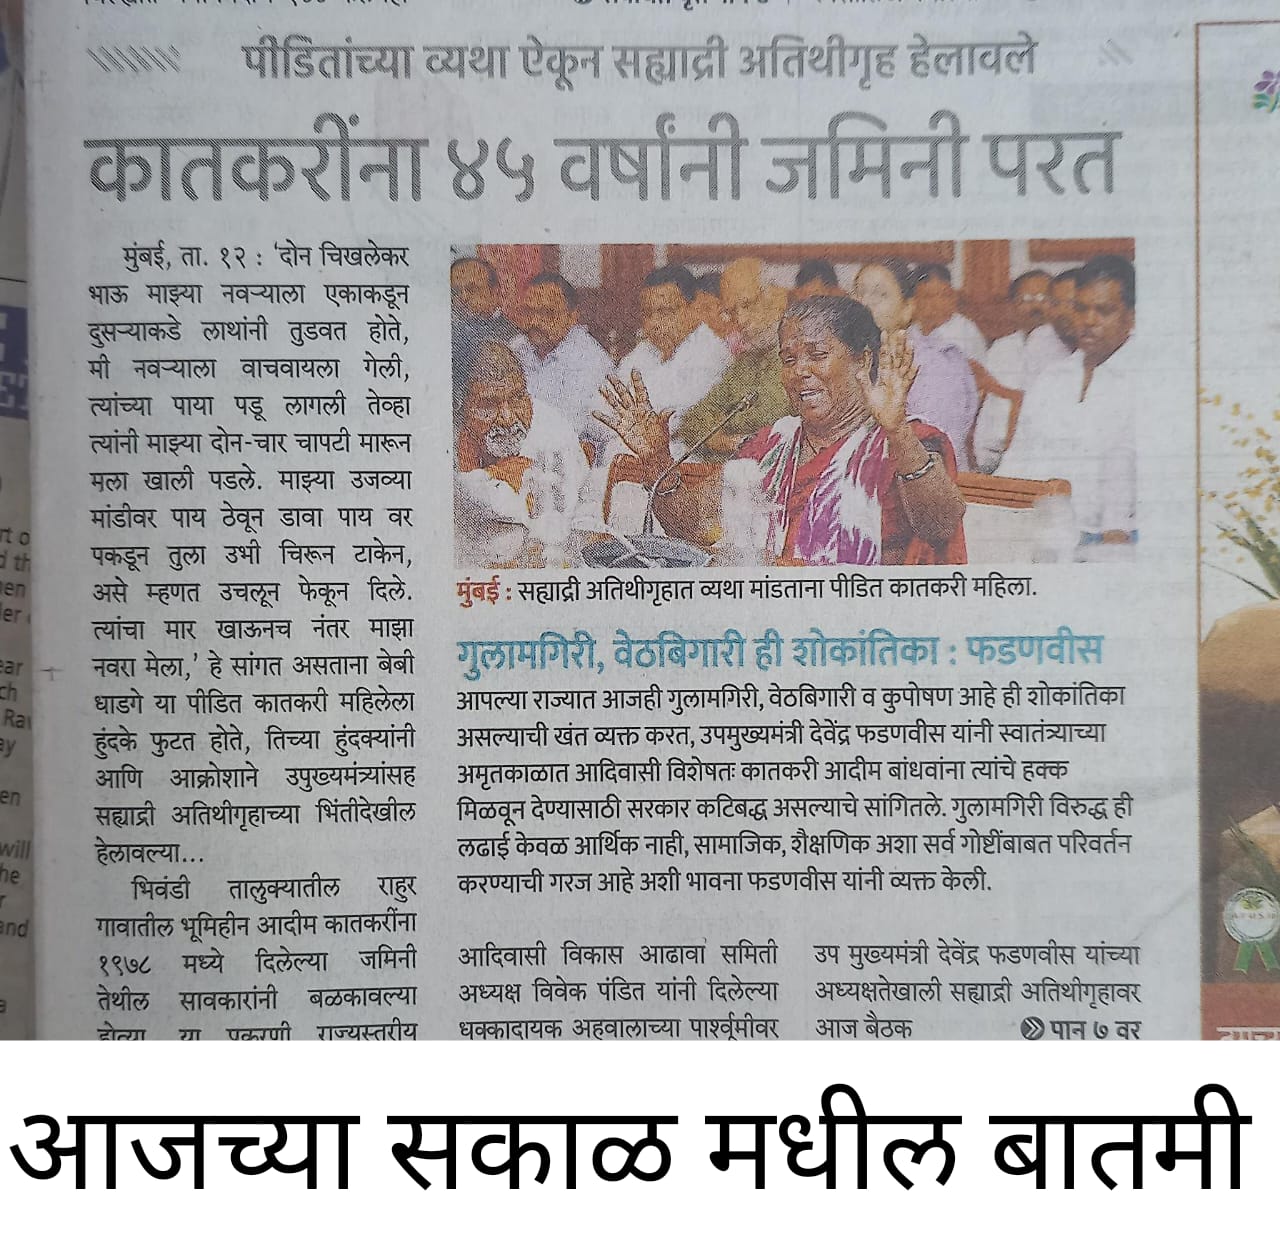 पीडितांच्या व्यथा ऐकून सह्याद्री अतिथीगृह हेलावले
कातकरींना ४५ वर्षांनी जमिनी परत
मुंबई, ता. १२ : ‘दोन चिखलेकर
भाऊ माझ्या नवऱ्याला एकाकडून
दुसऱ्याकडे लाथांनी तुडवत होते,
मी नवऱ्याला वाचवायला गेली,
त्यांच्या पाया पडू लागली तेव्हा
त्यांनी माझ्या दोन-चार चापटी मारून
मला खाली पडले. माझ्या उजव्या
मांडीवर पाय ठेवून डावा पाय वर
पकडून तुला उभी चिरून टाकेन,
असे म्हणत उचलून फेकून दिले.
त्यांचा मार खाऊनच नंतर माझा
नवरा मेला,’ हे सांगत असताना बेबी
धाडगे या पीडित कातकरी महिलेला
हुंदके फुटत होते, तिच्या हुंदक्यांनी
आणि आक्रोशाने उपुख्यमंत्र्यांसह
सह्याद्री अतिथीगृहाच्या भिंतीदेखील
हेलावल्या...
भिवंडी तालुक्यातील राहुर
गावातील भूमिहीन आदीम कातकरींना
१९७८ मध्ये दिलेल्या जमिनी
तेथील सावकारांनी बळकावल्या
होत्या या प्रकरणी राज्यस्तरीय
मुंबई : सह्याद्री अतिथीगृहात व्यथा मांडताना पीडित कातकरी महिला.
गुलामगिरी, वेठबिगारी ही शोकांतिका : फडणवीस
आपल्या राज्यात आजही गुलामगिरी, वेठबिगारी व कुपोषण आहे ही शोकांतिका
असल्याची खंत व्यक्त करत, उपमुख्यमंत्री देवेंद्र फडणवीस यांनी स्वातंत्र्याच्या
अमृतकाळात आदिवासी विशेषतः कातकरी आदीम बांधवांना त्यांचे हक्क
मिळवून देण्यासाठी सरकार कटिबद्ध असल्याचे सांगितले. गुलामगिरी विरुद्ध ही
लढाई केवळ आर्थिक नाही, सामाजिक, शैक्षणिक अशा सर्व गोष्टींबाबत परिवर्तन
करण्याची गरज आहे अशी भावना फडणवीस यांनी व्यक्त केली.
आदिवासी विकास आढावा समिती
अध्यक्ष विवेक पंडित यांनी दिलेल्या
धक्कादायक अहवालाच्या पार्श्वूमीवर
उप मुख्यमंत्री देवेंद्र फडणवीस यांच्या
अध्यक्षतेखाली सह्याद्री अतिथीगृहावर
आज बैठक पान ७ वर
आजच्या सकाळ मधील बातमी